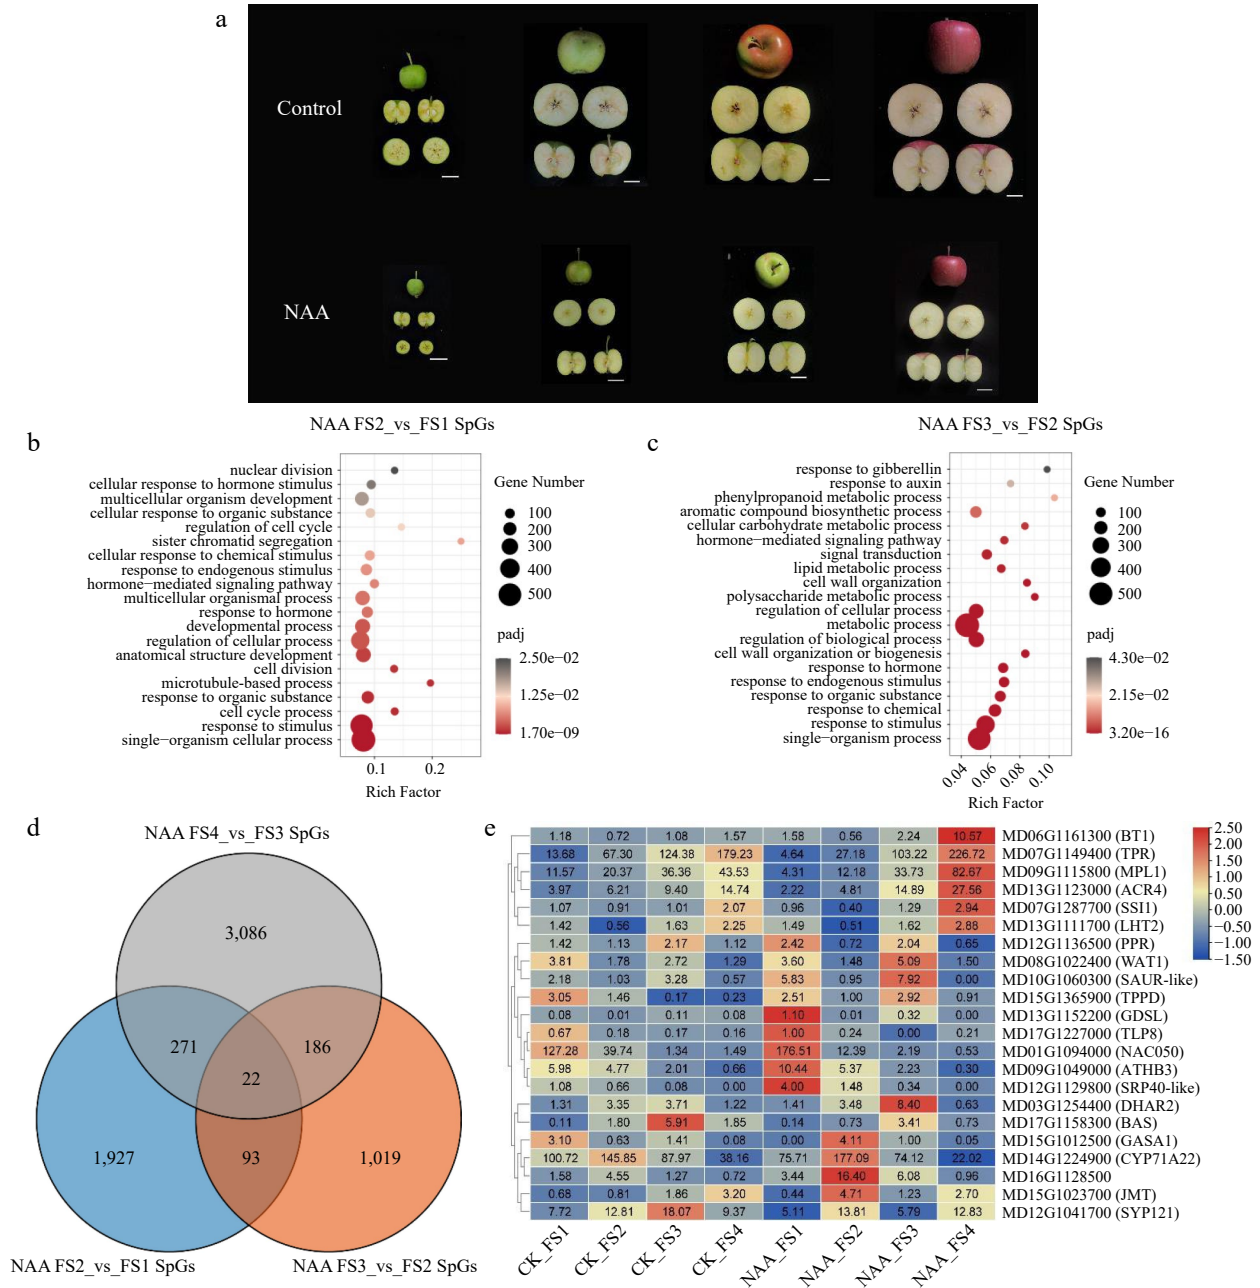 a
Control
NAA
NAA FS2_vs_FS1 SpGs
b
nuclear division
cellular response to hormone stimulus
multicellular organism development
cellular response to organic substance
regulation of cell cycle
sister chromatid segregation
cellular response to chemical stimulus
response to endogenous stimulus
hormone−mediated signaling pathway
multicellular organismal process
response to hormone
developmental process
regulation of cellular process
anatomical structure development
cell division
microtubule-based process
response to organic substance
cell cycle process
response to stimulus
single−organism cellular process
0.1 0.2
Rich Factor
Gene Number
100
200
300
400
500
padj
2.50e−02
1.25e−02
1.70e−09
NAA FS3_vs_FS2 SpGs
c
response to gibberellin
response to auxin
phenylpropanoid metabolic process
aromatic compound biosynthetic process
cellular carbohydrate metabolic process
hormone−mediated signaling pathway
signal transduction
lipid metabolic process
cell wall organization
polysaccharide metabolic process
regulation of cellular process
metabolic process
regulation of biological process
cell wall organization or biogenesis
response to hormone
response to endogenous stimulus
response to organic substance
response to chemical
response to stimulus
single−organism process
0.04 0.06 0.08 0.10
Rich Factor
Gene Number
100
200
300
400
500
padj
4.30e−02
2.15e−02
3.20e−16
d
NAA FS4_vs_FS3 SpGs
3,086
271
186
22
1,927
93
1,019
NAA FS2_vs_FS1 SpGs
NAA FS3_vs_FS2 SpGs
e
1.18 0.72 1.08 1.57 1.58 0.56 2.24 10.57 MD06G1161300 (BT1)
13.68 67.30 124.38 179.23 4.64 27.18 103.22 226.72 MD07G1149400 (TPR)
11.57 20.37 36.36 43.53 4.31 12.18 33.73 82.67 MD09G1115800 (MPL1)
3.97 6.21 9.40 14.74 2.22 4.81 14.89 27.56 MD13G1123000 (ACR4)
1.07 0.91 1.01 2.07 0.96 0.40 1.29 2.94 MD07G1287700 (SSI1)
1.42 0.56 1.63 2.25 1.49 0.51 1.62 2.88 MD13G1111700 (LHT2)
1.42 1.13 2.17 1.12 2.42 0.72 2.04 0.65 MD12G1136500 (PPR)
3.81 1.78 2.72 1.29 3.60 1.48 5.09 1.50 MD08G1022400 (WAT1)
2.18 1.03 3.28 0.57 5.83 0.95 7.92 0.00 MD10G1060300 (SAUR-like)
3.05 1.46 0.17 0.23 2.51 1.00 2.92 0.91 MD15G1365900 (TPPD)
0.08 0.01 0.11 0.08 1.10 0.01 0.32 0.00 MD13G1152200 (GDSL)
0.67 0.18 0.17 0.16 1.00 0.24 0.00 0.21 MD17G1227000 (TLP8)
127.28 39.74 1.34 1.49 176.51 12.39 2.19 0.53 MD01G1094000 (NAC050)
5.98 4.77 2.01 0.66 10.44 5.37 2.23 0.30 MD09G1049000 (ATHB3)
1.08 0.66 0.08 0.00 4.00 1.48 0.34 0.00 MD12G1129800 (SRP40-like)
1.31 3.35 3.71 1.22 1.41 3.48 8.40 0.63 MD03G1254400 (DHAR2)
0.11 1.80 5.91 1.85 0.14 0.73 3.41 0.73 MD17G1158300 (BAS)
3.10 0.63 1.41 0.08 0.00 4.11 1.00 0.05 MD15G1012500 (GASA1)
100.72 145.85 87.97 38.16 75.71 177.09 74.12 22.02 MD14G1224900 (CYP71A22)
1.58 4.55 1.27 0.72 3.44 16.40 6.08 0.96 MD16G1128500
0.68 0.81 1.86 3.20 0.44 4.71 1.23 2.70 MD15G1023700 (JMT)
7.72 12.81 18.07 9.37 5.11 13.81 5.79 12.83 MD12G1041700 (SYP121)
CK_FS1 CK_FS2 CK_FS3 CK_FS4 NAA_FS1 NAA_FS2 NAA_FS3 NAA_FS4
2.50
2.00
1.50
1.00
0.50
0.00
−0.50
−1.00
−1.50